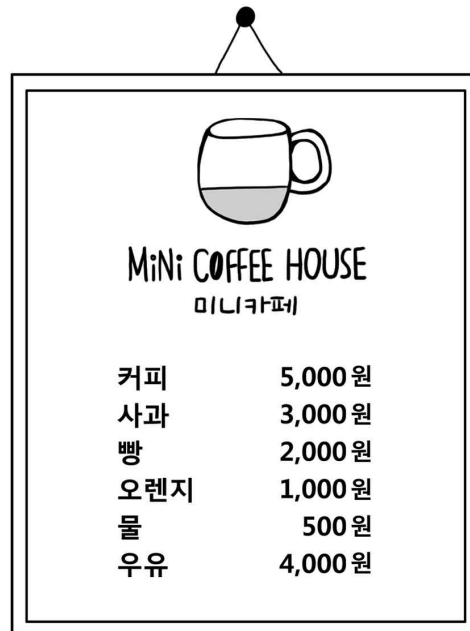 MiNi COFFEE HOUSE
미니카페
커피 5,000원
사과 3,000원
빵 2,000원
오렌지 1,000원
물 500원
우유 4,000원